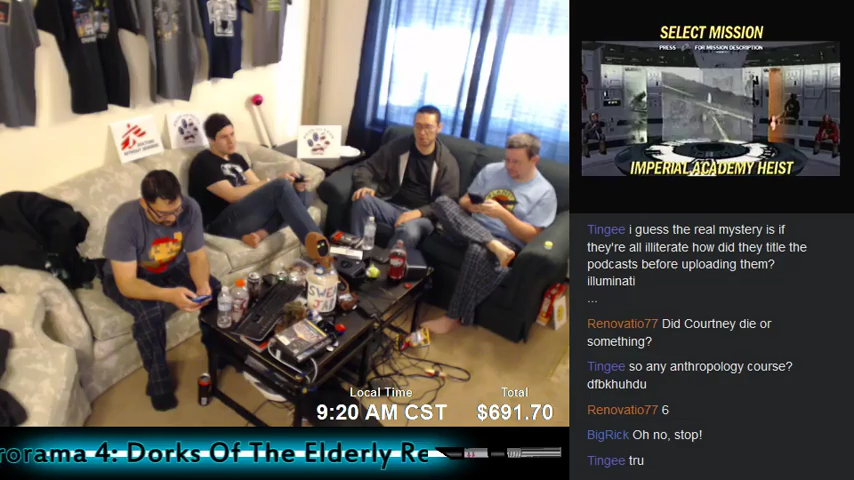 SELECT MISSION
FOR MISSION DESCRIPTION
IMPERIAL ACADEMY HEIST
SWEAR
JAR
Tingee i guess the real mystery is if
they're all illiterate how did they title the
podcasts before uploading them?
illuminati
...
Renovatio77 Did Courtney die or
something?
Tingee so any anthropology course?
dfbkhuhdu
Renovatio77 6
BigRick Oh no, stop!
Tingee tru
Local Time
9:20 AM CST
Total
$691.70
rorama 4: Dorks Of The Elderly Re